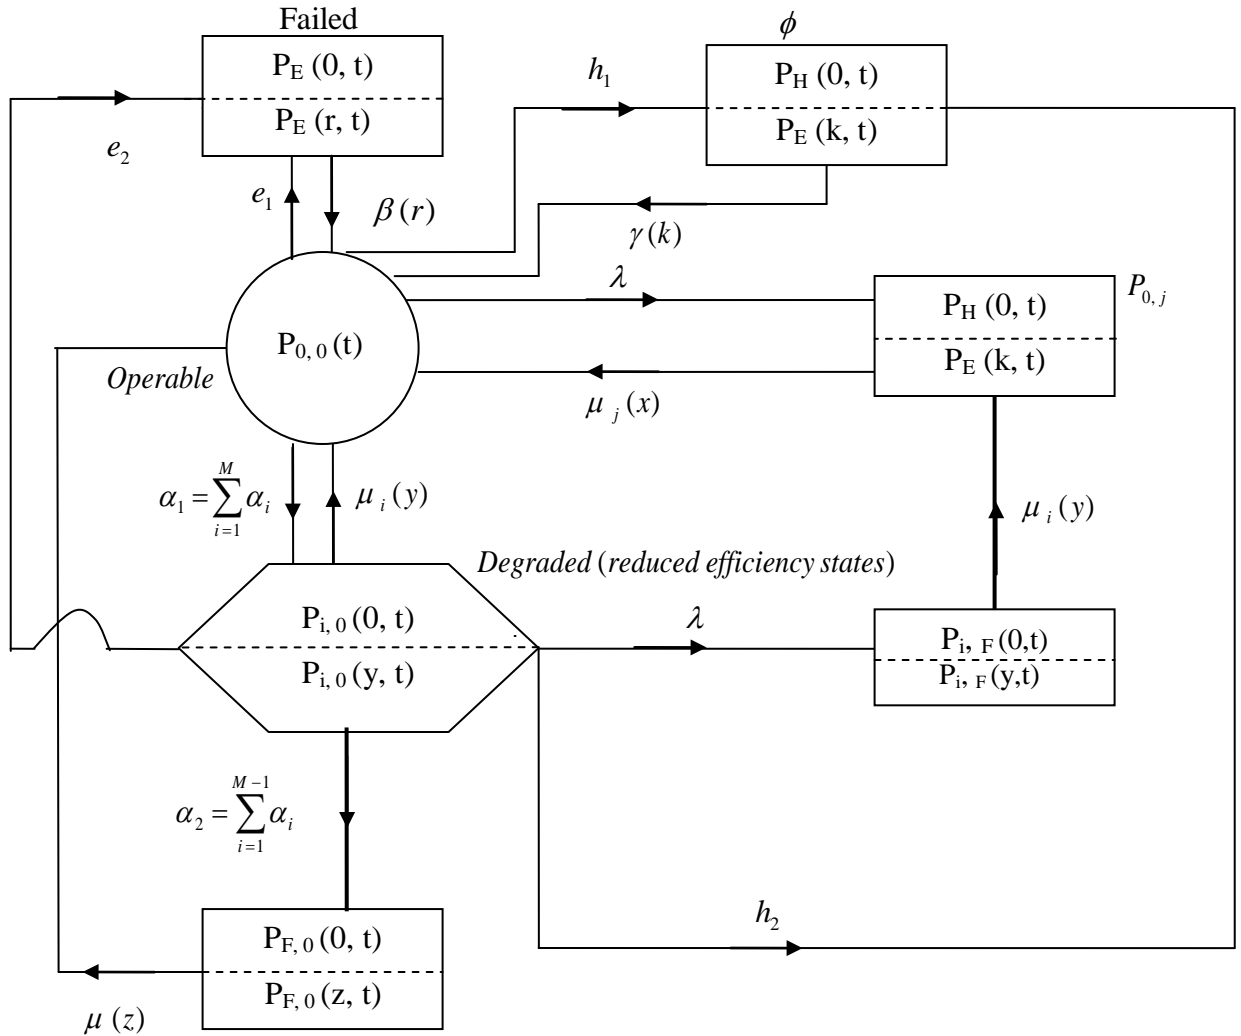 Failed
P_E (0, t)
P_E (r, t)
ϕ
P_H (0, t)
P_E (k, t)
h_1
e_2
e_1
β (r)
γ (k)
λ
P_{0, j}
P_H (0, t)
P_E (k, t)
P_{0, 0} (t)
Operable
μ_j (x)
α_1 = \sum_{i=1}^{M} α_i
μ_i (y)
μ_i (y)
Degraded (reduced efficiency states)
P_{i, 0} (0, t)
P_{i, 0} (y, t)
λ
P_{i, F} (0,t)
P_{i, F} (y,t)
α_2 = \sum_{i=1}^{M-1} α_i
h_2
P_{F, 0} (0, t)
P_{F, 0} (z, t)
μ (z)